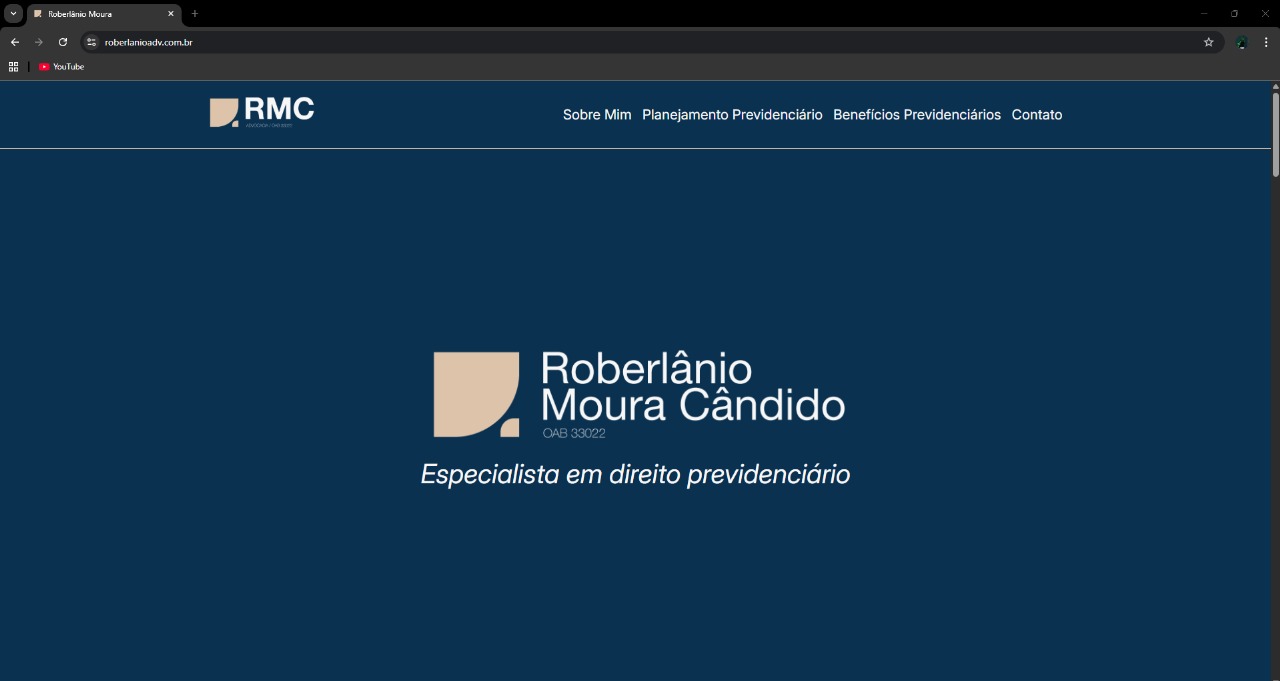 Roberlânio Moura
roberlanioadv.com.br
YouTube
RMC
Sobre Mim Planejamento Previdenciário Benefícios Previdenciários Contato
Roberlânio
Moura Cândido
OAB 33022
Especialista em direito previdenciário